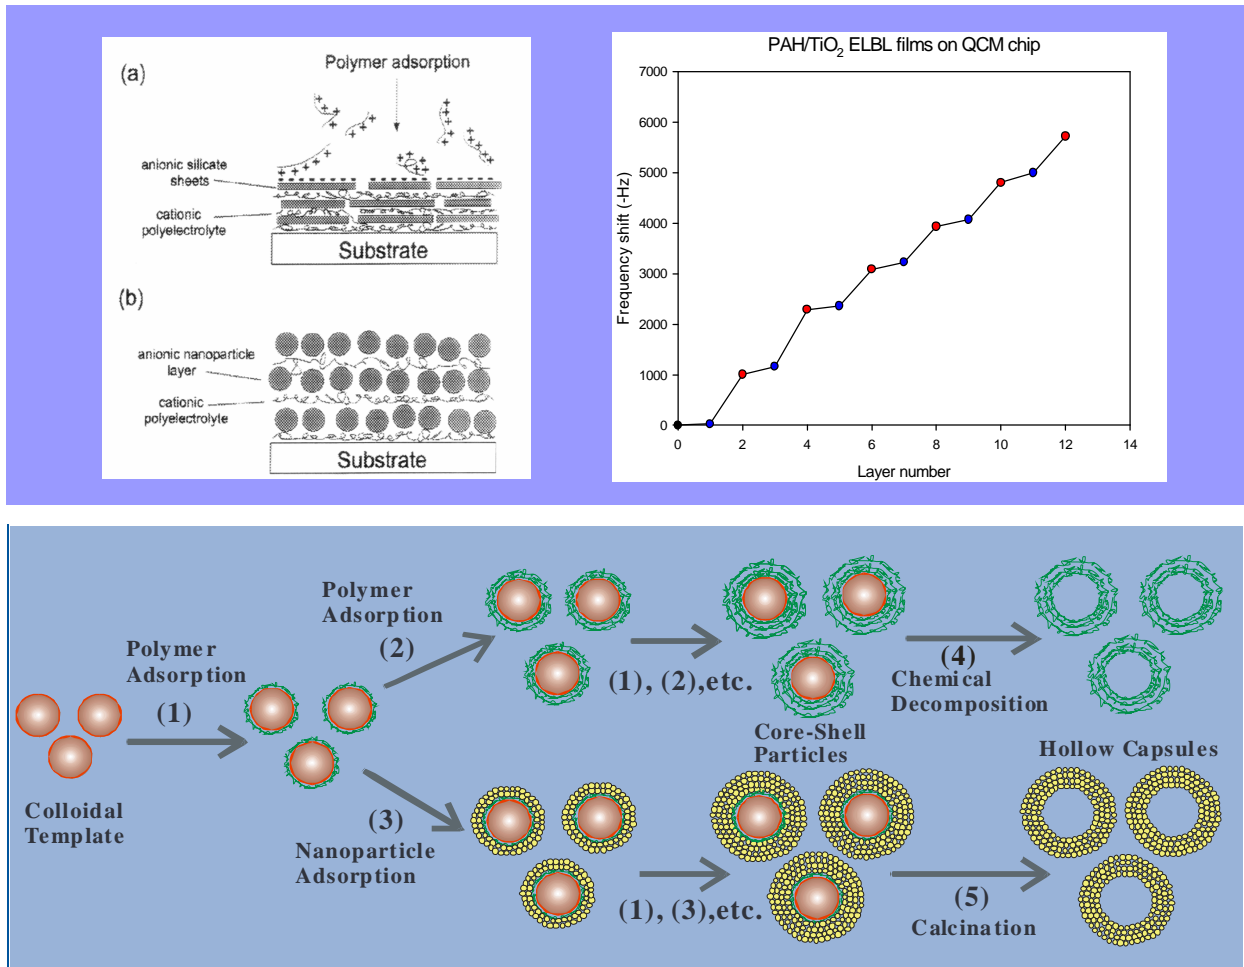 (a)
Polymer adsorption
anionic silicate
sheets
cationic
polyelectrolyte
Substrate
(b)
anionic nanoparticle
layer
cationic
polyelectrolyte
Substrate
PAH/TiO₂ ELBL films on QCM chip
Frequency shift (-Hz)
7000
6000
5000
4000
3000
2000
1000
0
0 2 4 6 8 10 12 14
Layer number
Colloidal
Template
Polymer
Adsorption
(1)
Polymer
Adsorption
(2)
(3)
Nanoparticle
Adsorption
(1), (2),etc.
(1), (3),etc.
Core-Shell
Particles
(4)
Chemical
Decomposition
(5)
Calcination
Hollow Capsules